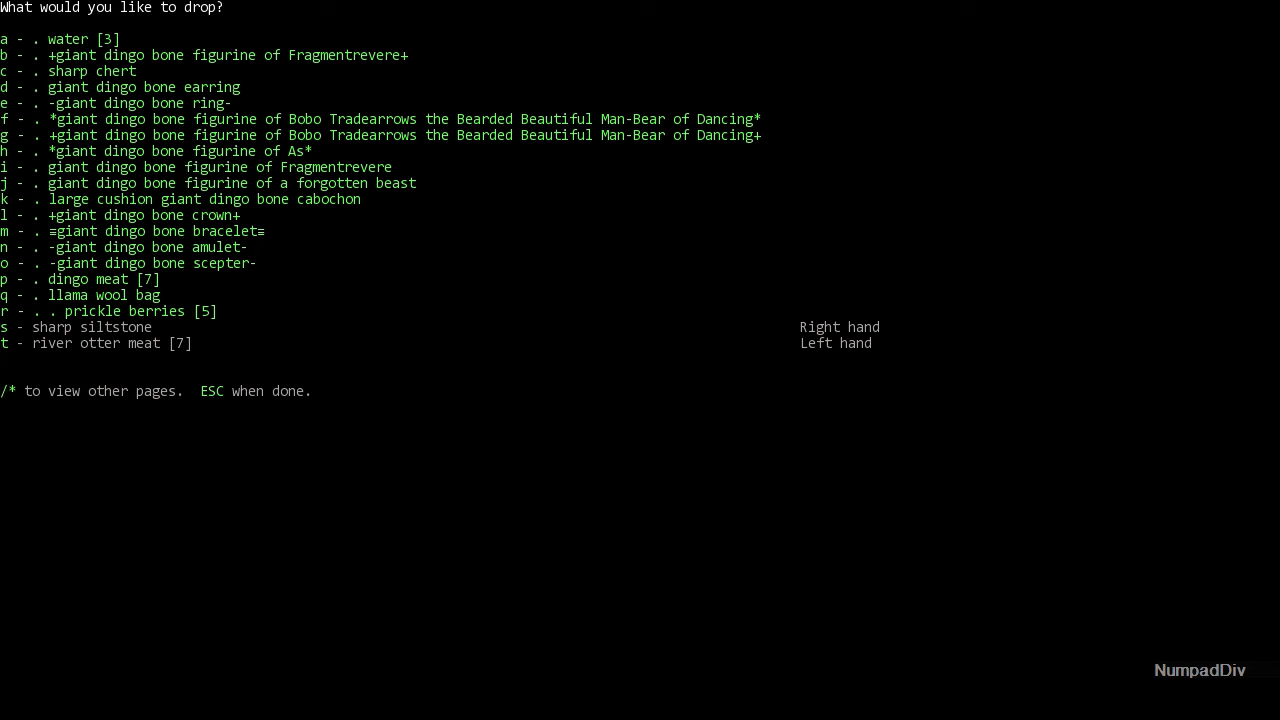 What would you like to drop?
a - . water [3]
b - . +giant dingo bone figurine of Fragmentrevere+
c - . sharp chert
d - . giant dingo bone earring
e - . -giant dingo bone ring-
f - . *giant dingo bone figurine of Bobo Tradearrows the Bearded Beautiful Man-Bear of Dancing*
g - . +giant dingo bone figurine of Bobo Tradearrows the Bearded Beautiful Man-Bear of Dancing+
h - . *giant dingo bone figurine of As*
i - . giant dingo bone figurine of Fragmentrevere
j - . giant dingo bone figurine of a forgotten beast
k - . large cushion giant dingo bone cabochon
l - . +giant dingo bone crown+
m - . ≡giant dingo bone bracelet≡
n - . -giant dingo bone amulet-
o - . -giant dingo bone scepter-
p - . dingo meat [7]
q - . llama wool bag
r - . . prickle berries [5]
s - sharp siltstone Right hand
t - river otter meat [7] Left hand
/* to view other pages.  ESC when done.
NumpadDiv